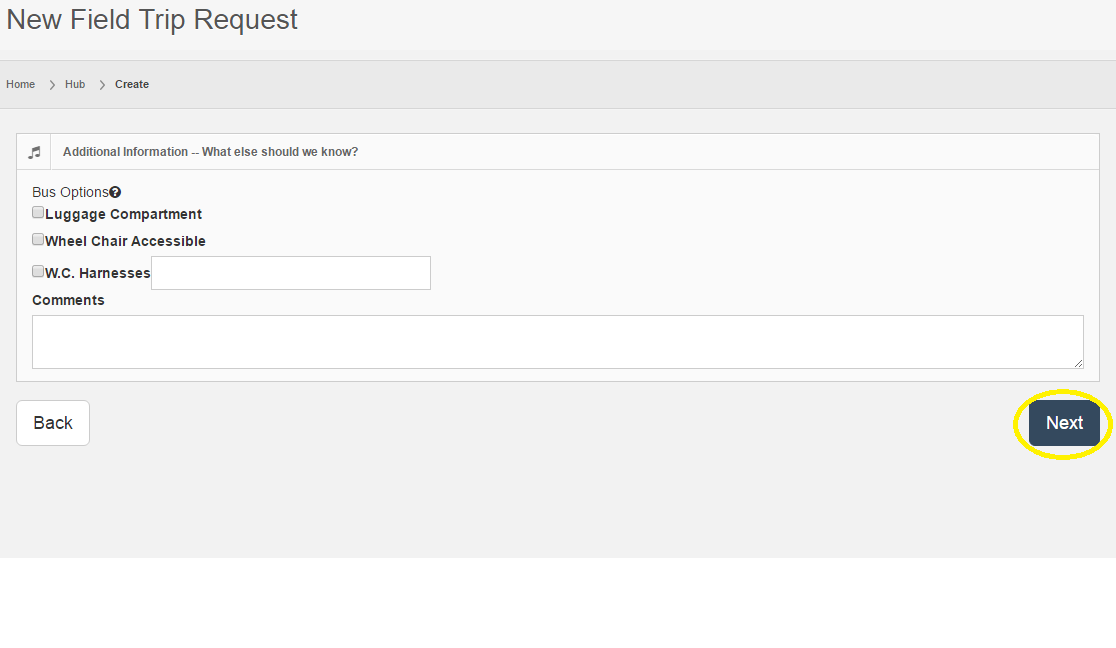 New Field Trip Request
Home > Hub > Create
Additional Information -- What else should we know?
Bus Options
Luggage Compartment
Wheel Chair Accessible
W.C. Harnesses
Comments
Back Next